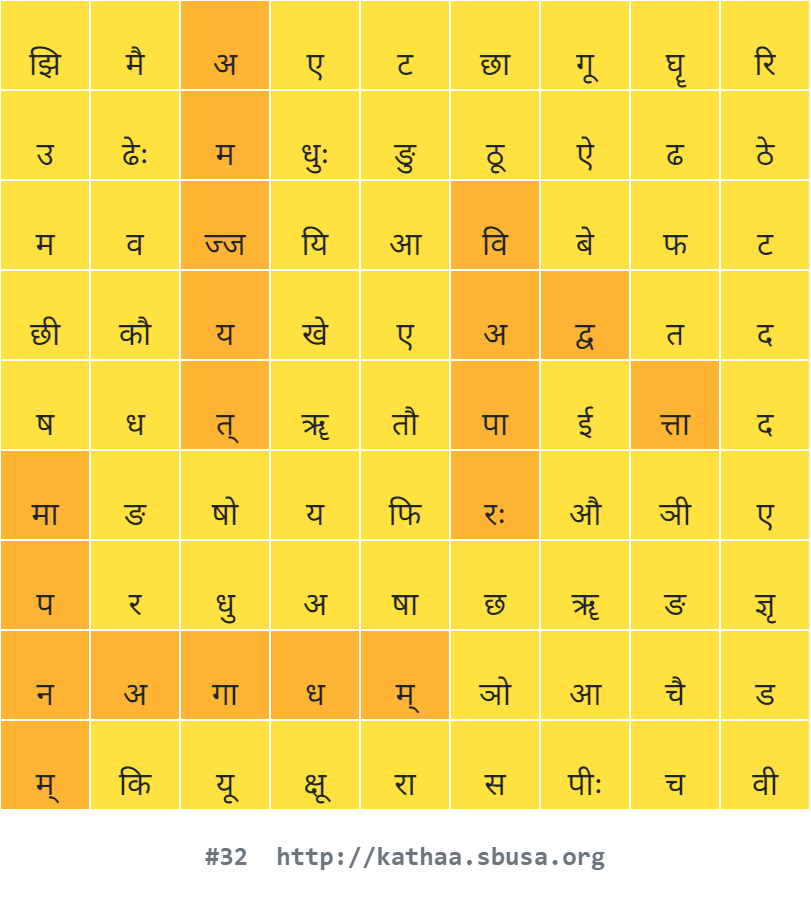 झि मै अ ए ट छा गू घॄ रि
उ ढेः म धुः ङु ठू ऐ ढ ठे
म व ज्ज यि आ वि बे फ ट
छी कौ य खे ए अ द्व त द
ष ध त् ॠ तौ पा ई त्ता द
मा ङ षो य फि रः औ ञी ए
प र धु अ षा छ ॠ ङ ज्ञृ
न अ गा ध म् ञो आ चै ड
म् कि यू क्षू रा स पीः च वी
#32 http://kathaa.sbusa.org